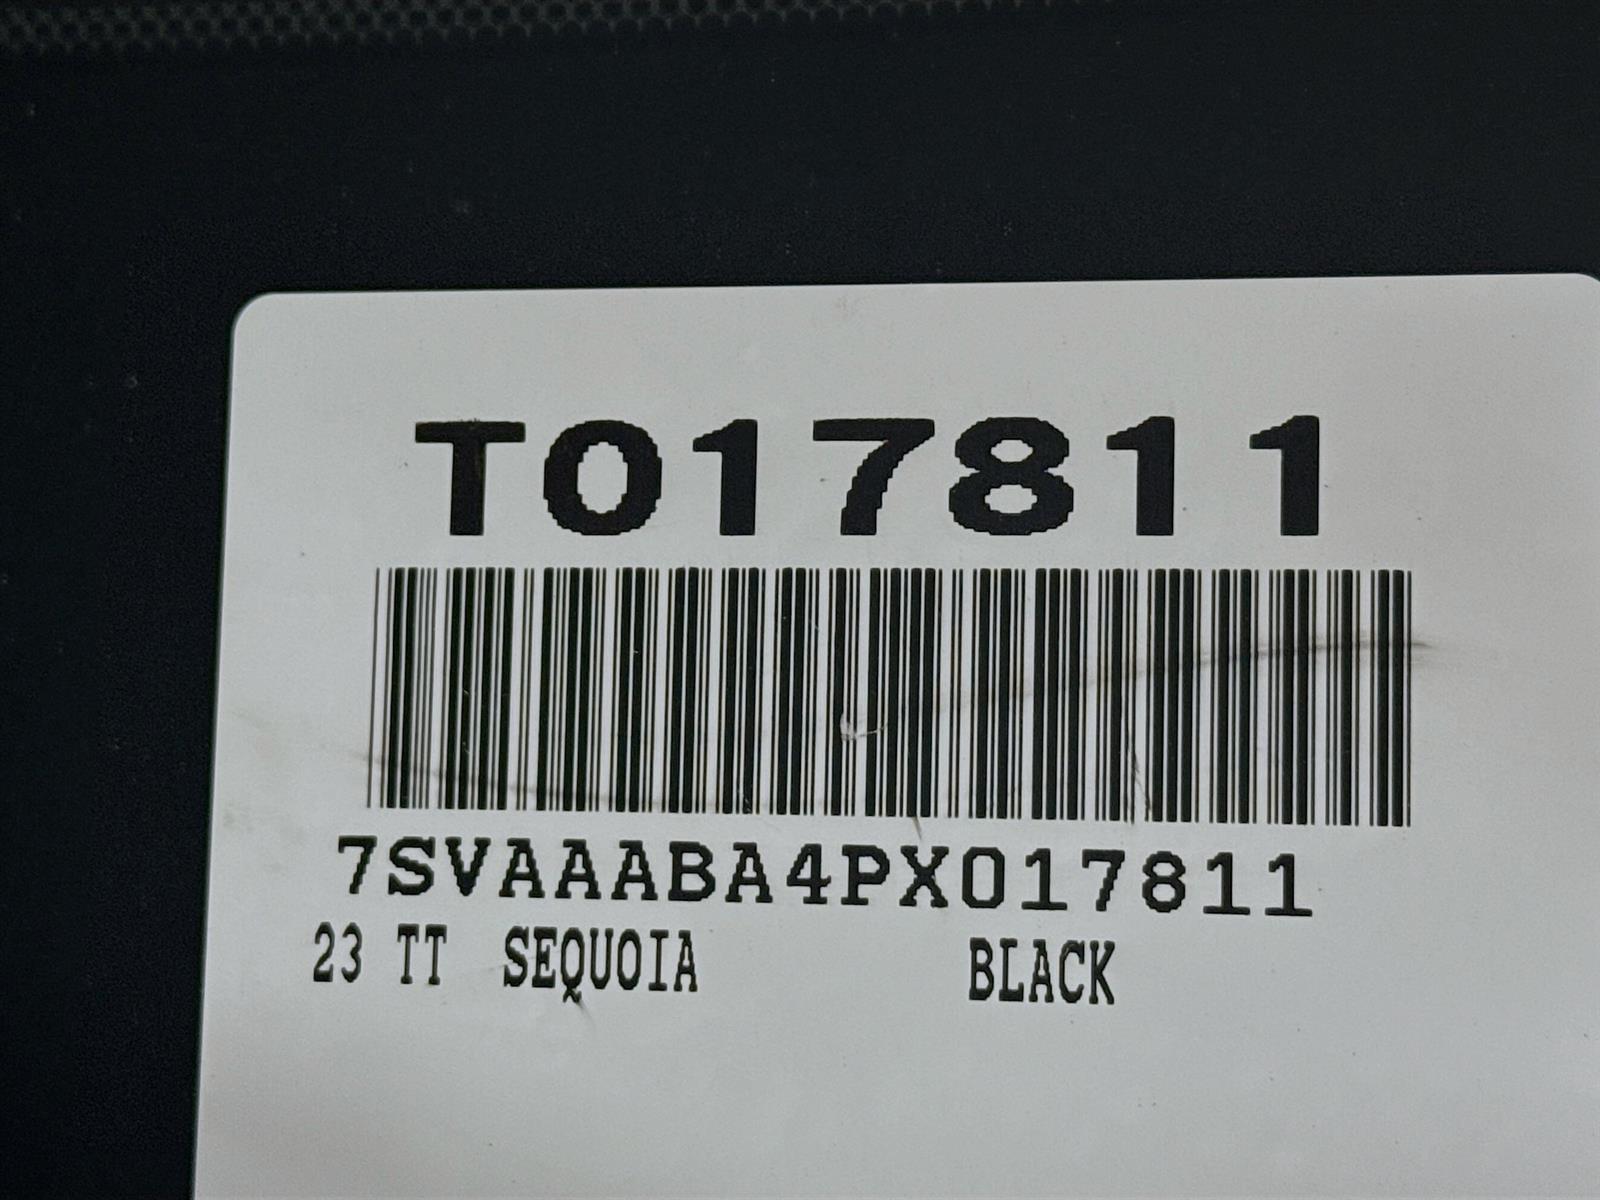 T017811
7SVAAABA4PX017811
23 TT SEQUOIA BLACK